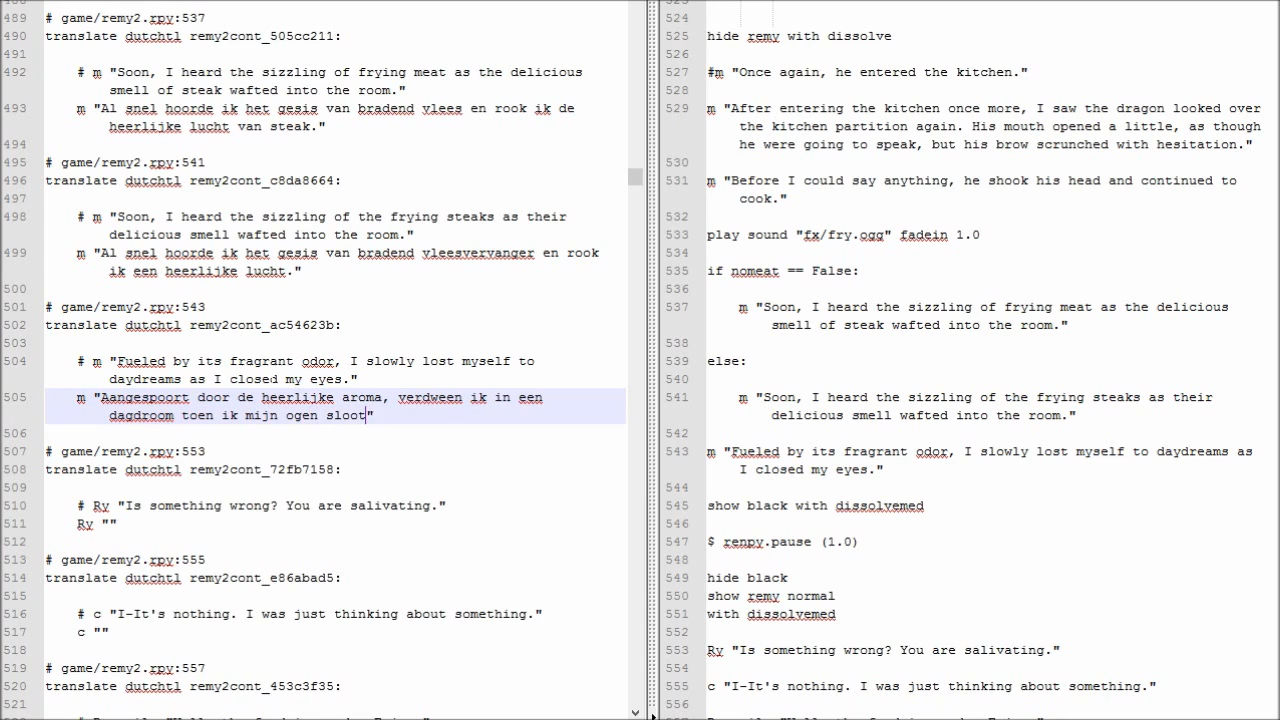 489 # game/remy2.rpy:537
490 translate dutchtl remy2cont_505cc211:
491
492 # m "Soon, I heard the sizzling of frying meat as the delicious
smell of steak wafted into the room."
493 m "Al snel hoorde ik het gesis van bradend vlees en rook ik de
heerlijke lucht van steak."
494
495 # game/remy2.rpy:541
496 translate dutchtl remy2cont_c8da8664:
497
498 # m "Soon, I heard the sizzling of the frying steaks as their
delicious smell wafted into the room."
499 m "Al snel hoorde ik het gesis van bradend vleesvervanger en rook
ik een heerlijke lucht."
500
501 # game/remy2.rpy:543
502 translate dutchtl remy2cont_ac54623b:
503
504 # m "Fueled by its fragrant odor, I slowly lost myself to
daydreams as I closed my eyes."
505 m "Aangespoort door de heerlijke aroma, verdween ik in een
dagdroom toen ik mijn ogen sloot"
506
507 # game/remy2.rpy:553
508 translate dutchtl remy2cont_72fb7158:
509
510 # Ry "Is something wrong? You are salivating."
511 Ry ""
512
513 # game/remy2.rpy:555
514 translate dutchtl remy2cont_e86abad5:
515
516 # c "I-It's nothing. I was just thinking about something."
517 c ""
518
519 # game/remy2.rpy:557
520 translate dutchtl remy2cont_453c3f35:
521
524
525 hide remy with dissolve
526
527 #m "Once again, he entered the kitchen."
528
529 m "After entering the kitchen once more, I saw the dragon looked over
the kitchen partition again. His mouth opened a little, as though
he were going to speak, but his brow scrunched with hesitation."
530
531 m "Before I could say anything, he shook his head and continued to
cook."
532
533 play sound "fx/fry.ogg" fadein 1.0
534
535 if nomeat == False:
536
537 m "Soon, I heard the sizzling of frying meat as the delicious
smell of steak wafted into the room."
538
539 else:
540
541 m "Soon, I heard the sizzling of the frying steaks as their
delicious smell wafted into the room."
542
543 m "Fueled by its fragrant odor, I slowly lost myself to daydreams as
I closed my eyes."
544
545 show black with dissolvemed
546
547 $ renpy.pause (1.0)
548
549 hide black
550 show remy normal
551 with dissolvemed
552
553 Ry "Is something wrong? You are salivating."
554
555 c "I-It's nothing. I was just thinking about something."
556